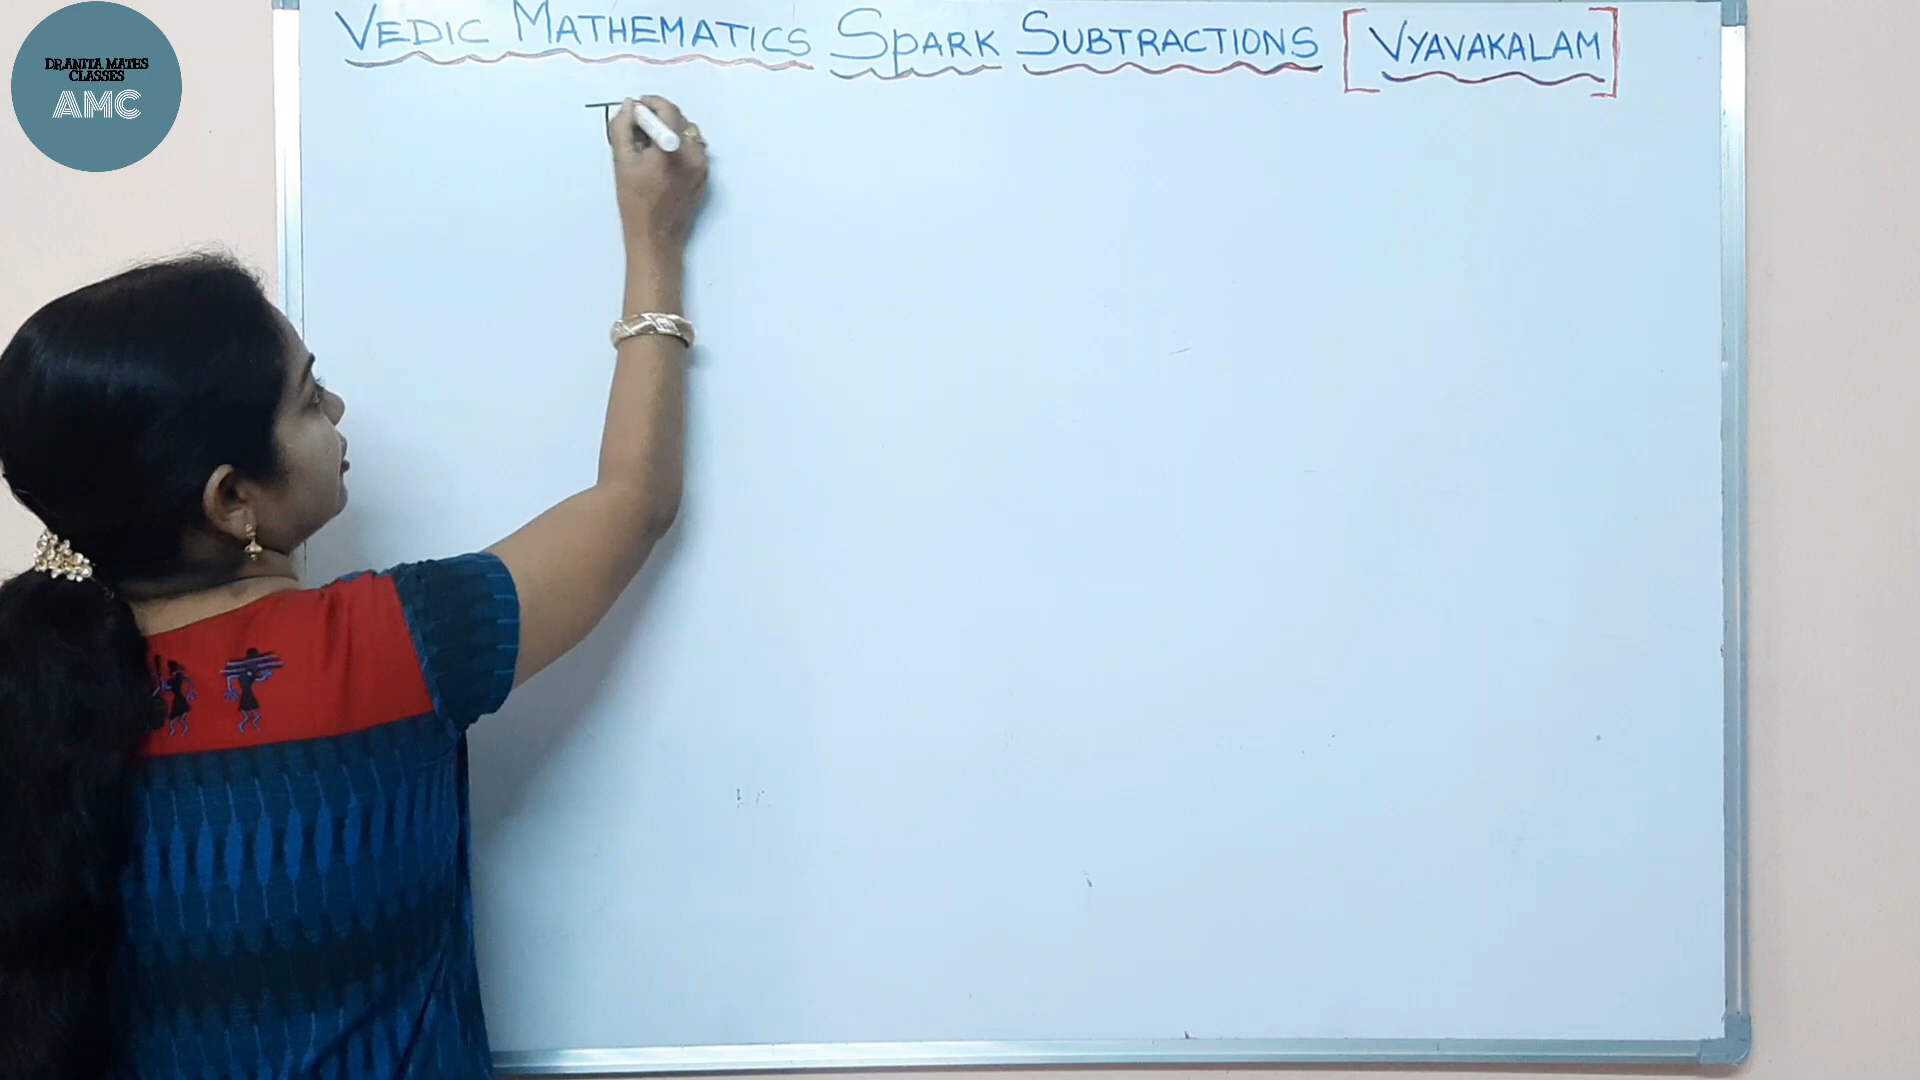 DR.ANITA MATES
CLASSES
AMC
VEDIC MATHEMATICS SPARK SUBTRACTIONS [VYAVAKALAM]
T